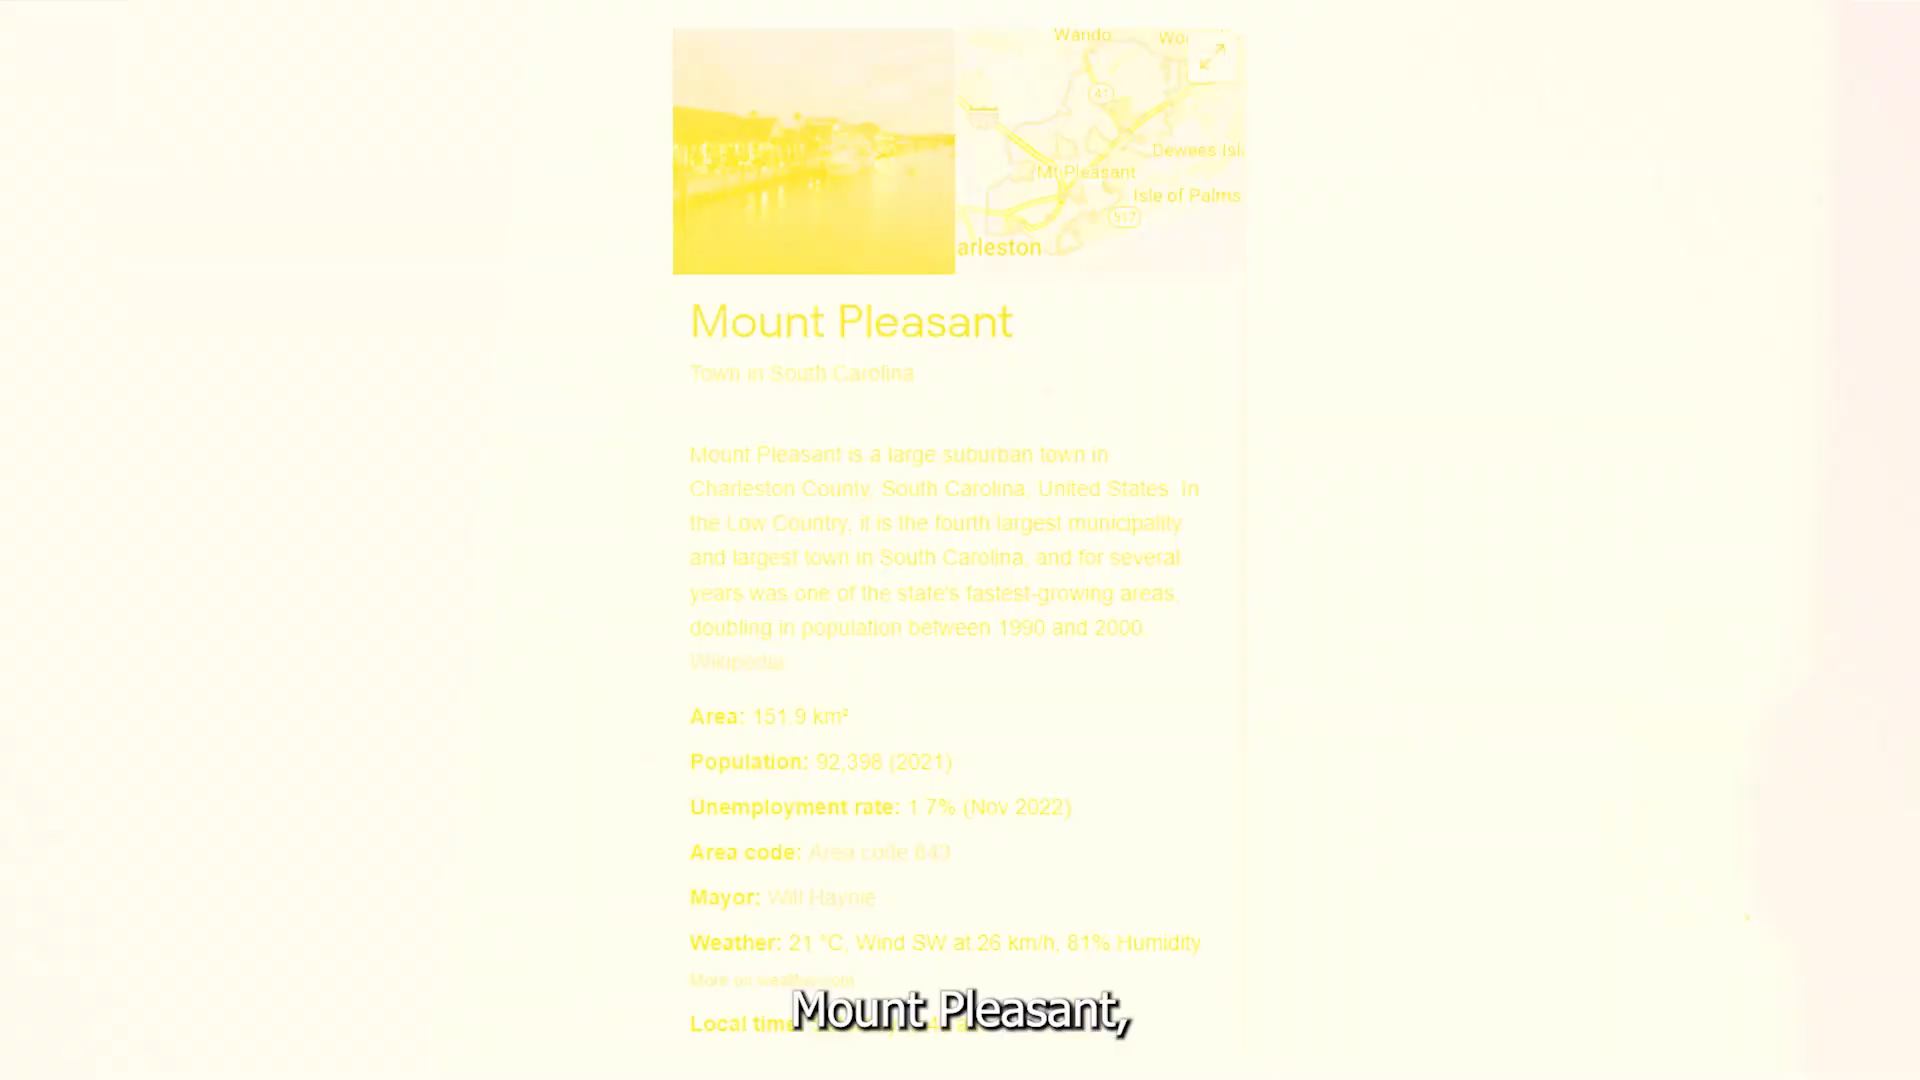 Wando
41
Dewees
Mt Pleasant
Isle of Palms
517
arleston
Mount Pleasant
Town in South Carolina
Mount Pleasant is a large suburban town in
Charleston County, South Carolina, United States. In
the Low Country, it is the fourth largest municipality
and largest town in South Carolina, and for several
years was one of the state's fastest-growing areas,
doubling in population between 1990 and 2000.
Wikipedia
Area: 151.9 km²
Population: 92,398 (2021)
Unemployment rate: 1.7% (Nov 2022)
Area code: Area code 843
Mayor: Will Haynie
Weather: 21 °C, Wind SW at 26 km/h, 81% Humidity
More on weather.com
Local time:
Mount Pleasant,